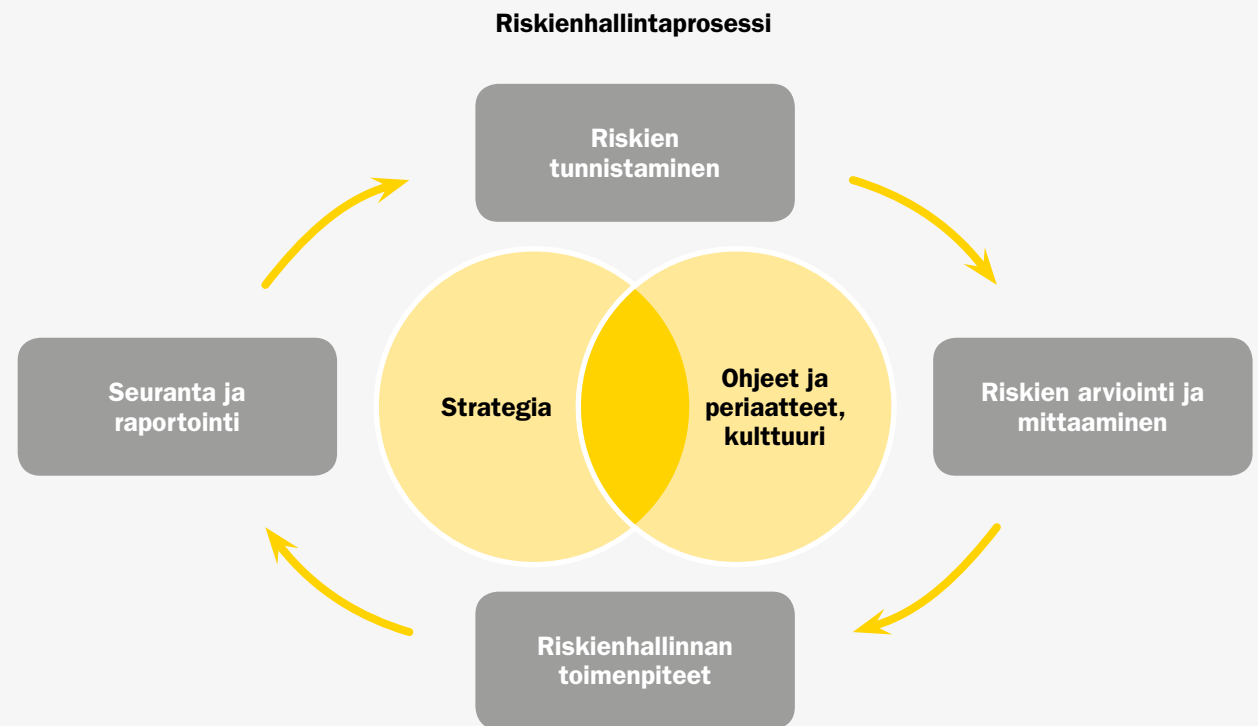 Riskienhallintaprosessi
Riskien
tunnistaminen
Seuranta ja
raportointi
Strategia
Ohjeet ja
periaatteet,
kulttuuri
Riskien arviointi ja
mittaaminen
Riskienhallinnan
toimenpiteet